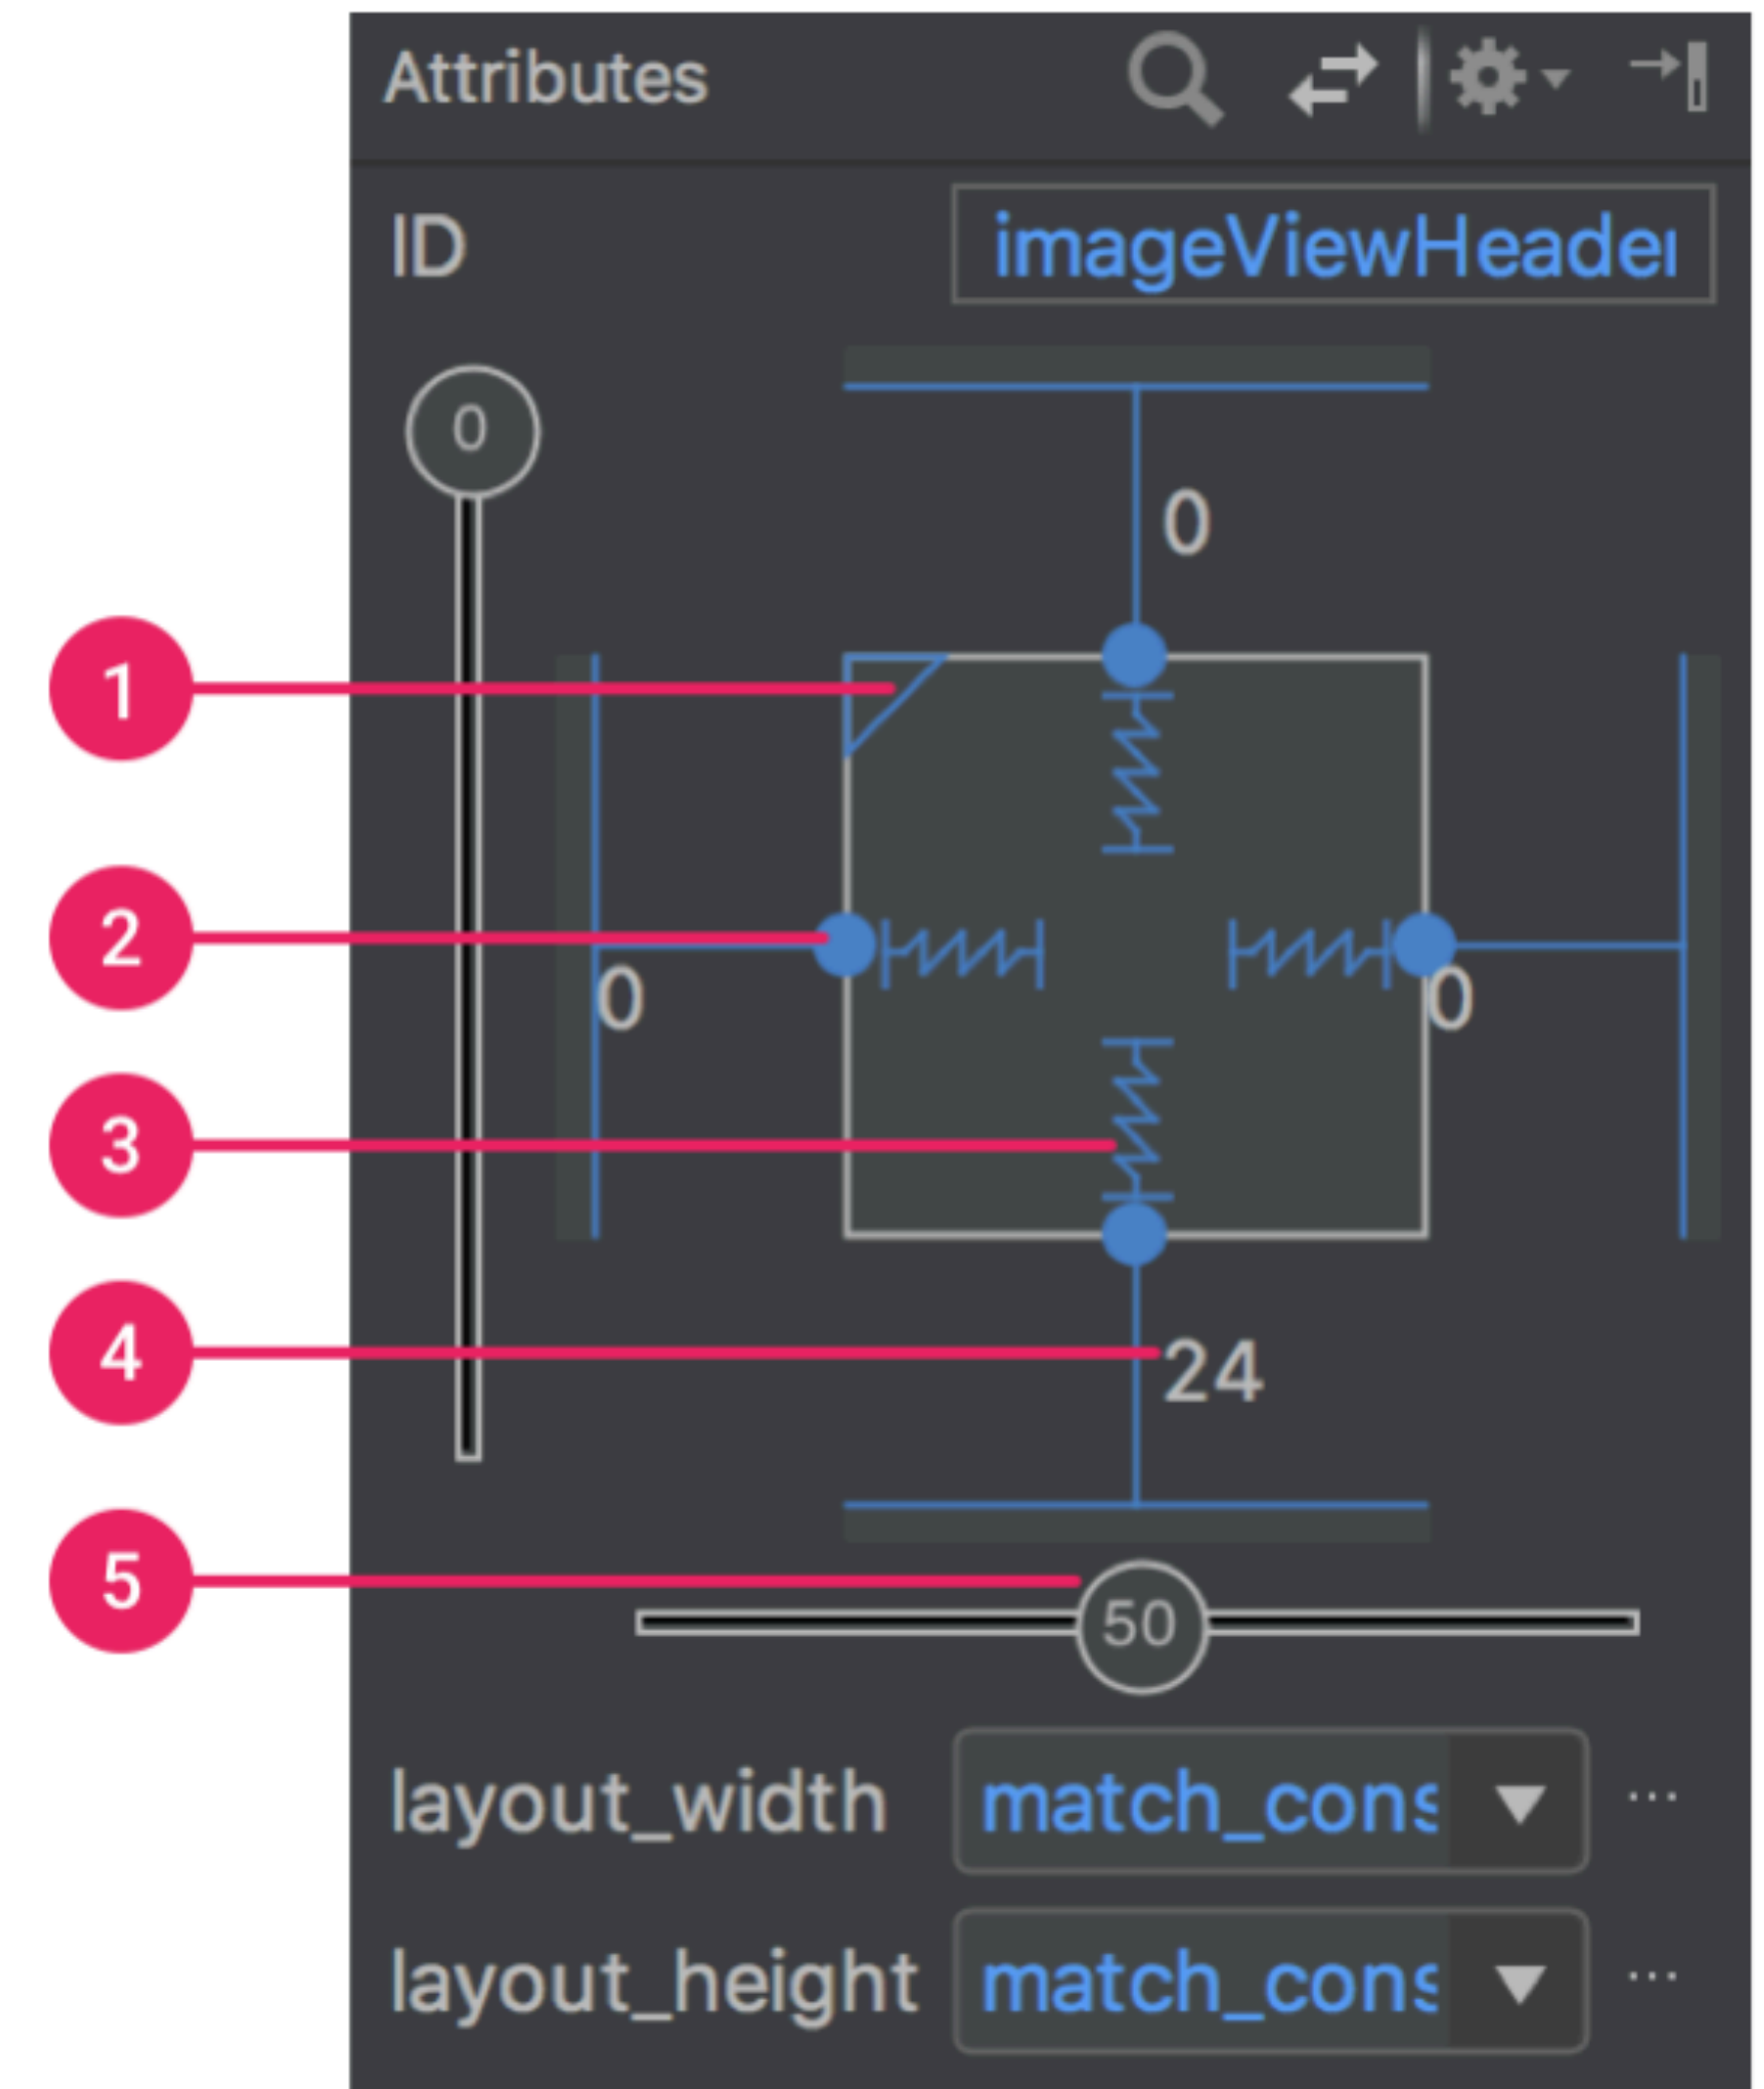 Attributes
ID imageViewHeader
0
0
1
2
0 0
3
4
24
5
50
layout_width match_cons
layout_height match_cons